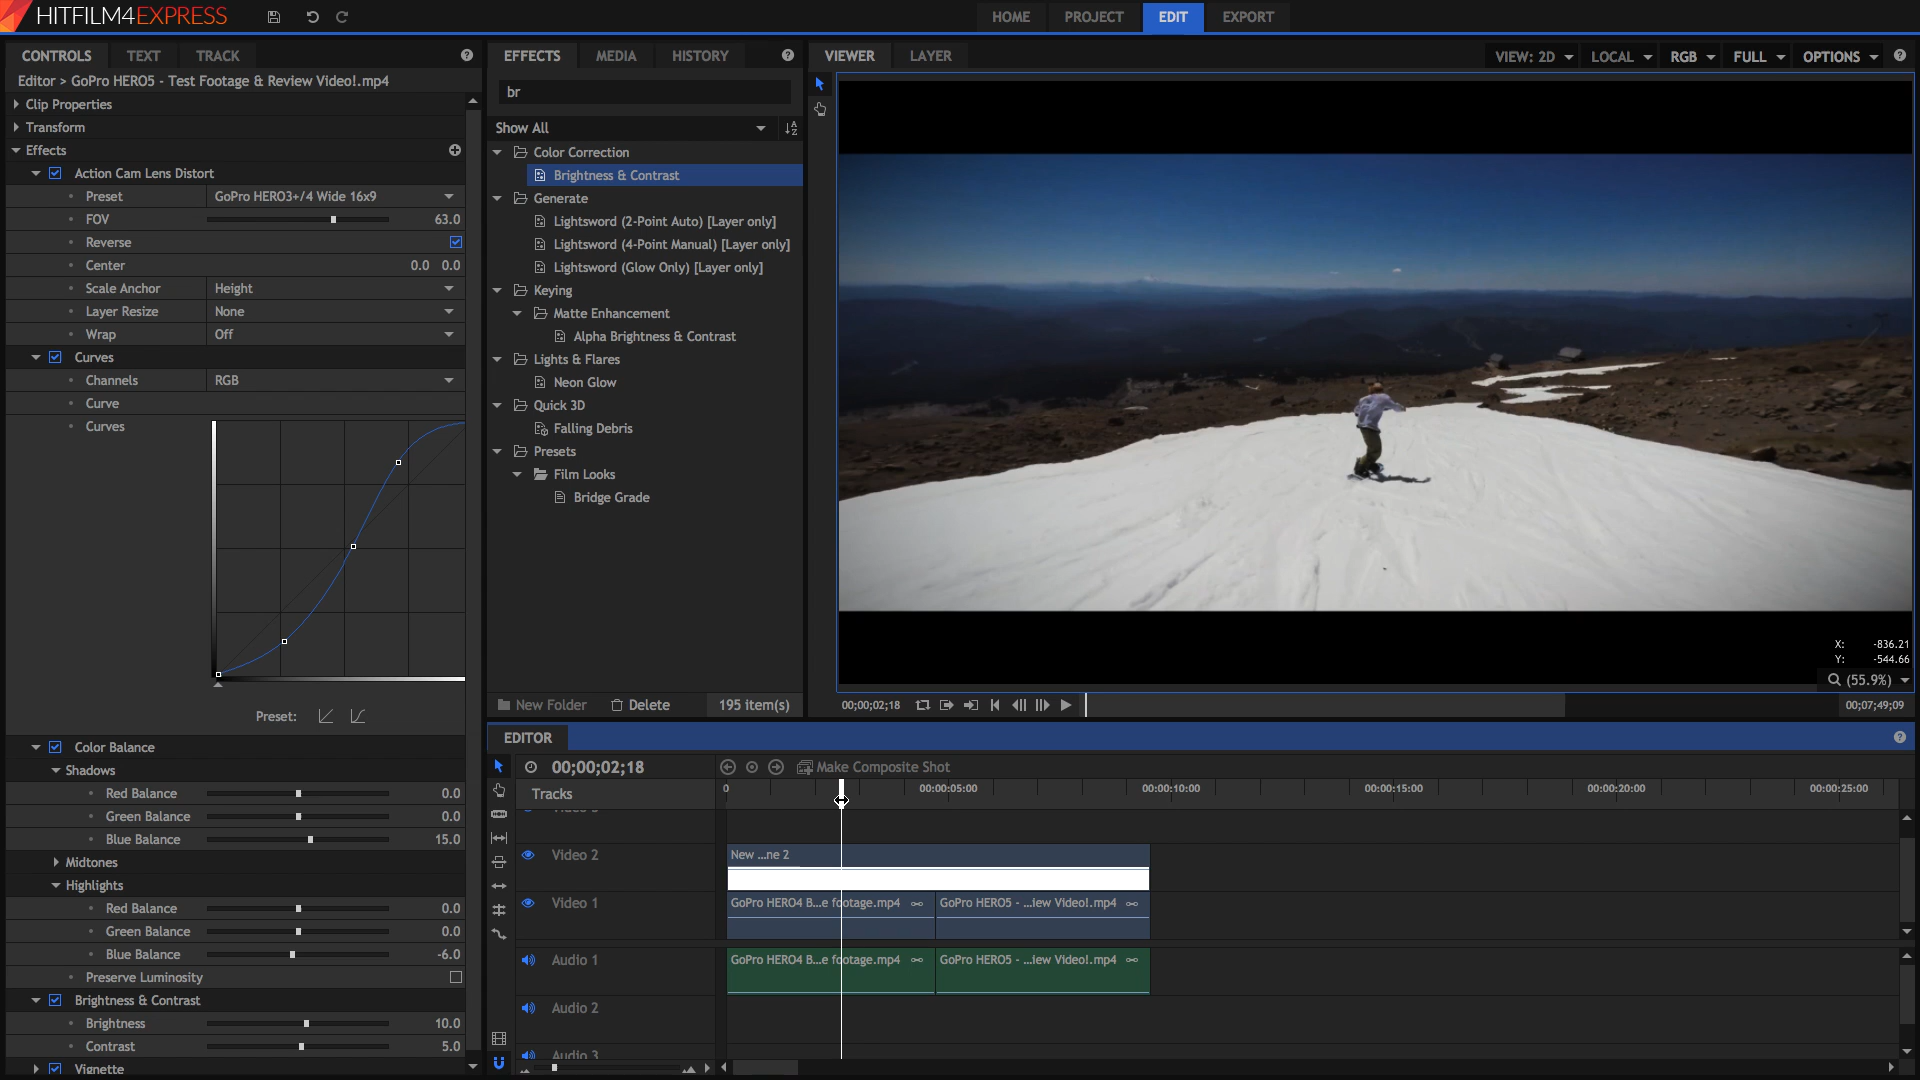 HITFILM4EXPRESS
HOME
PROJECT
EDIT
EXPORT
CONTROLS
TEXT
TRACK
Editor > GoPro HERO5 - Test Footage & Review Video!.mp4
Clip Properties
Transform
Effects
Action Cam Lens Distort
Preset GoPro HERO3+/4 Wide 16x9
FOV 63.0
Reverse
Center 0.0 0.0
Scale Anchor Height
Layer Resize None
Wrap Off
Curves
Channels RGB
Curve
Curves
Preset:
Color Balance
Shadows
Red Balance 0.0
Green Balance 0.0
Blue Balance 15.0
Midtones
Highlights
Red Balance 0.0
Green Balance 0.0
Blue Balance -6.0
Preserve Luminosity
Brightness & Contrast
Brightness 10.0
Contrast 5.0
Vignette
EFFECTS
MEDIA
HISTORY
br
Show All
Color Correction
Brightness & Contrast
Generate
Lightsword (2-Point Auto) [Layer only]
Lightsword (4-Point Manual) [Layer only]
Lightsword (Glow Only) [Layer only]
Keying
Matte Enhancement
Alpha Brightness & Contrast
Lights & Flares
Neon Glow
Quick 3D
Falling Debris
Presets
Film Looks
Bridge Grade
New Folder
Delete
195 item(s)
VIEWER
LAYER
VIEW: 2D
LOCAL
RGB
FULL
OPTIONS
X: -836.21
Y: -544.66
(55.9%)
00;00;02;18
00;07;49;09
EDITOR
00;00;02;18
Make Composite Shot
Tracks
0
00:00:05:00
00:00:10:00
00:00:15:00
00:00:20:00
00:00:25:00
Video 2
New ...ne 2
Video 1
GoPro HERO4 B...e footage.mp4
GoPro HERO5 - ...iew Video!.mp4
Audio 1
GoPro HERO4 B...e footage.mp4
GoPro HERO5 - ...iew Video!.mp4
Audio 2
Audio 3